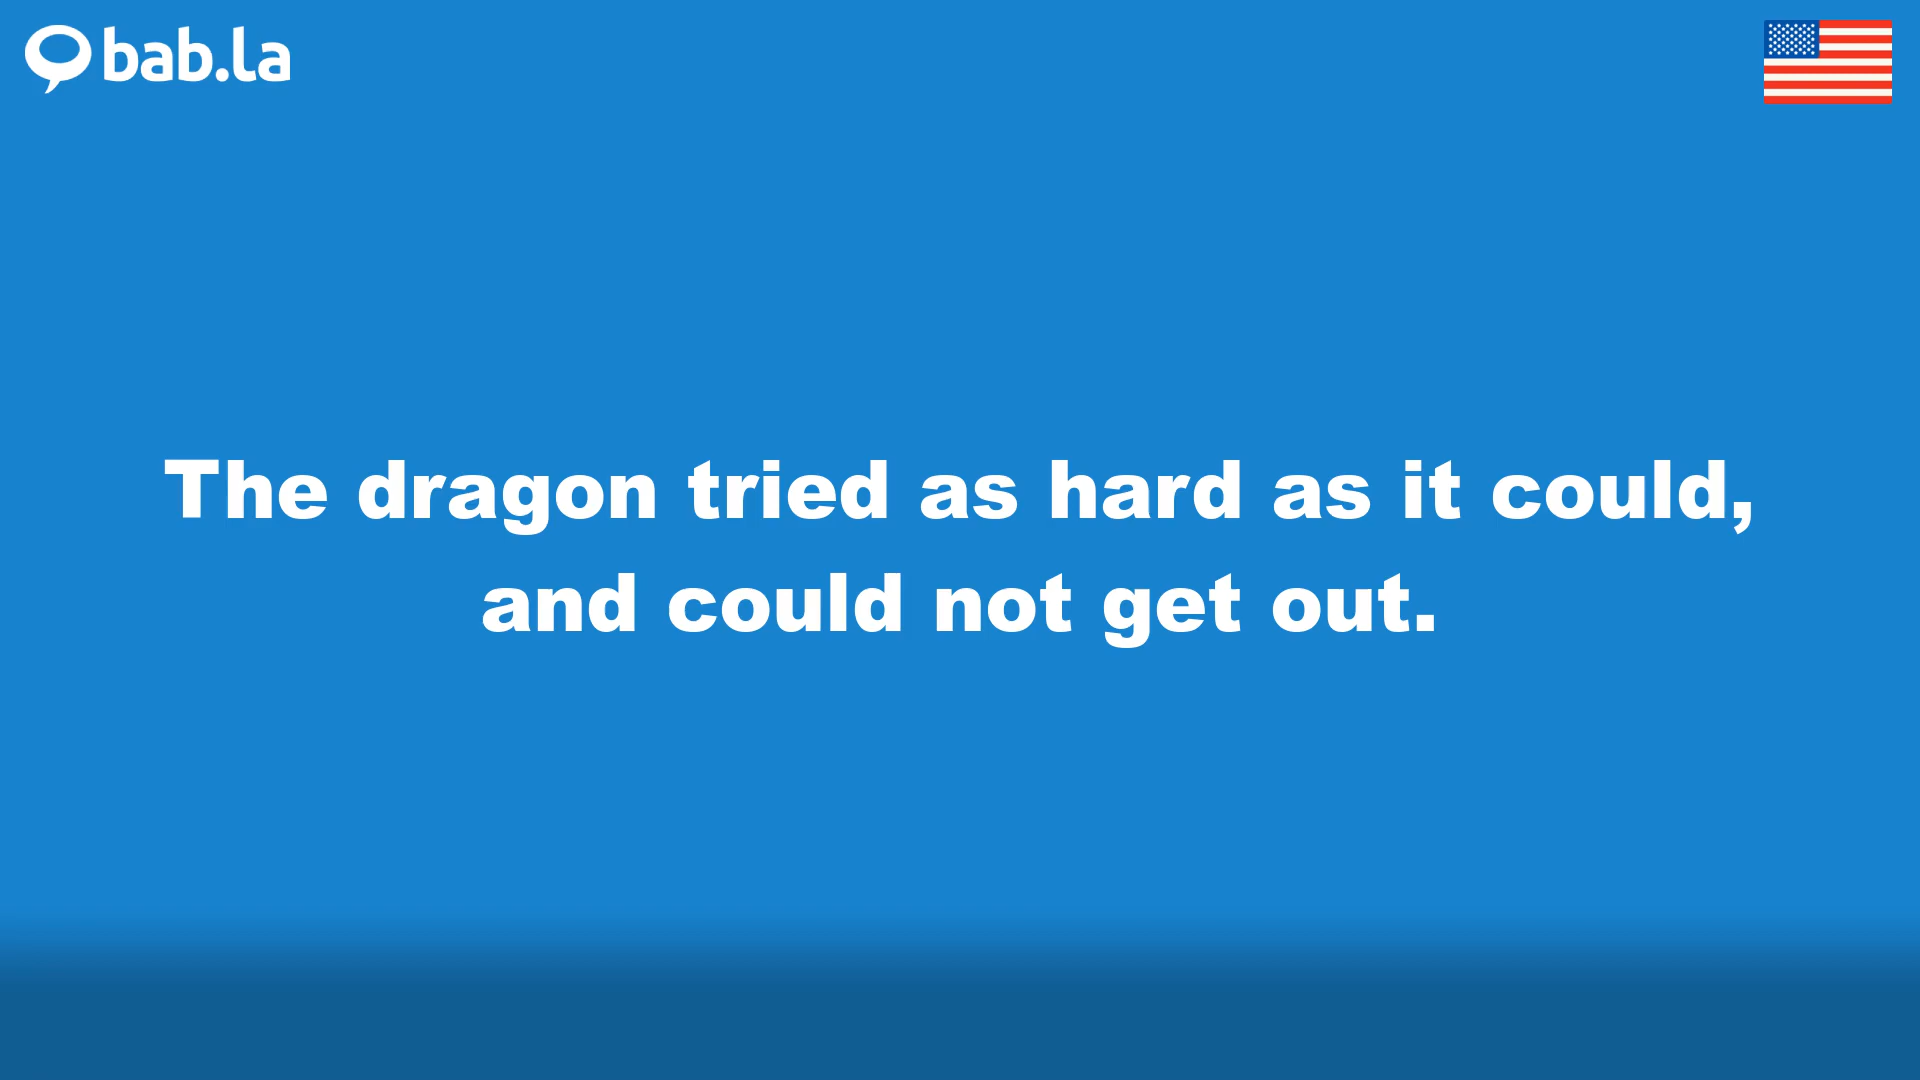 bab.la
The dragon tried as hard as it could,
and could not get out.